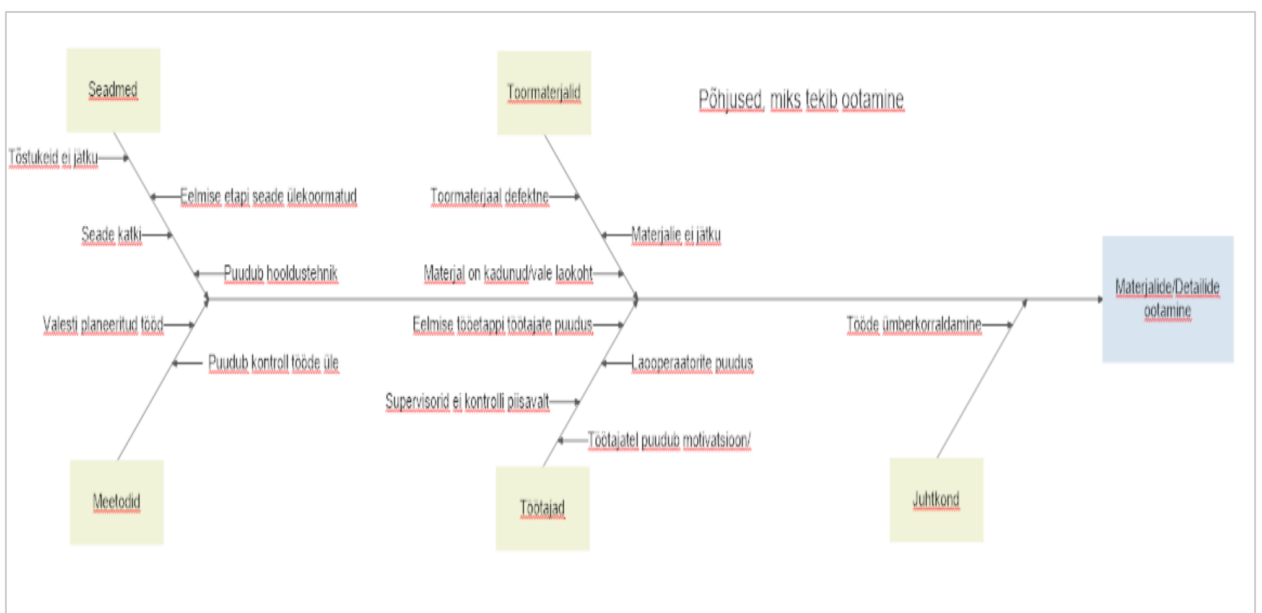 Seadmed
Toormaterjalid
Põhjused, miks tekib ootamine
Tõstukeid ei jätku
Eelmise etapi seade ülekoormatud
Toormaterjaal defektne
Seade katki
Materjalie ei jätku
Puudub hooldustehnik
Materjal on kadunud/vale laokoht
Materjalide/Detailide
ootamine
Valesti planeeritud tööd
Eelmise tööetappi töötajate puudus
Tööde ümberkorraldamine
Puudub kontroll tööde üle
Laooperaatorite puudus
Supervisorid ei kontrolli piisavalt
Töötajatel puudub motivatsioon/
Meetodid
Töötajad
Juhtkond